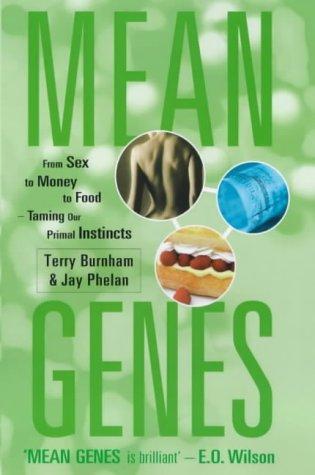 MEAN
From Sex
to Money
to Food
– Taming Our
Primal Instincts
Terry Burnham
& Jay Phelan
GENES
'MEAN GENES is brilliant' – E.O. Wilson